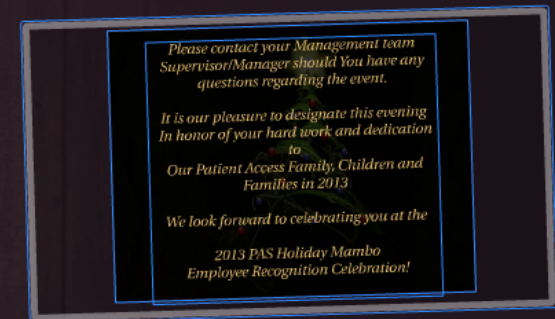 Please contact your Management team
Supervisor/Manager should You have any
questions regarding the event.
It is our pleasure to designate this evening
In honor of your hard work and dedication
to
Our Patient Access Family, Children and
Families in 2013
We look forward to celebrating you at the
2013 PAS Holiday Mambo
Employee Recognition Celebration!